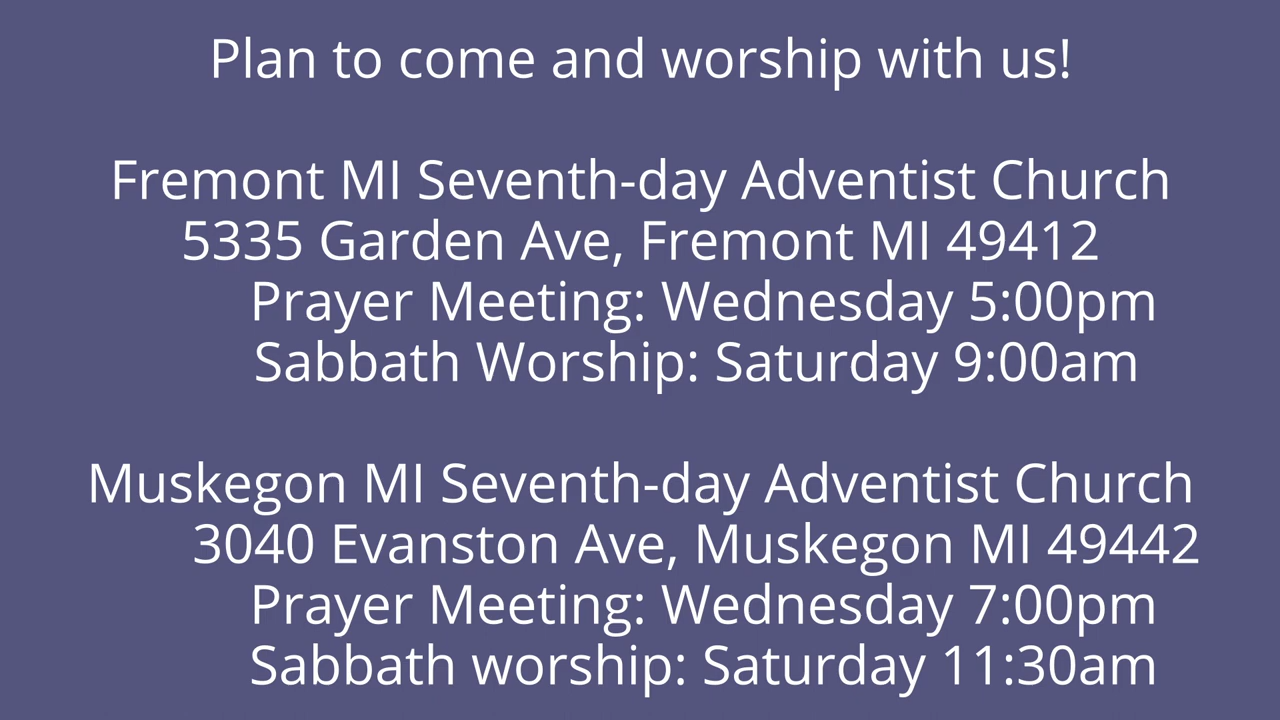 Plan to come and worship with us!
Fremont MI Seventh-day Adventist Church
5335 Garden Ave, Fremont MI 49412
Prayer Meeting: Wednesday 5:00pm
Sabbath Worship: Saturday 9:00am
Muskegon MI Seventh-day Adventist Church
3040 Evanston Ave, Muskegon MI 49442
Prayer Meeting: Wednesday 7:00pm
Sabbath worship: Saturday 11:30am